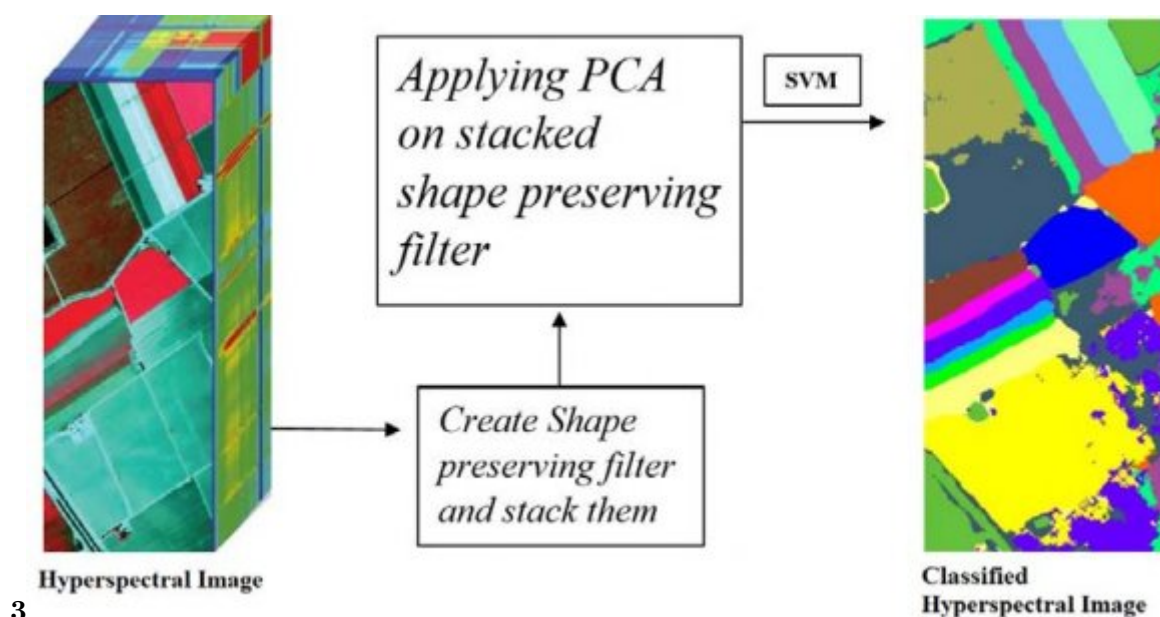 Applying PCA
on stacked
shape preserving
filter
SVM
Create Shape
preserving filter
and stack them
Hyperspectral Image
Classified
Hyperspectral Image
3